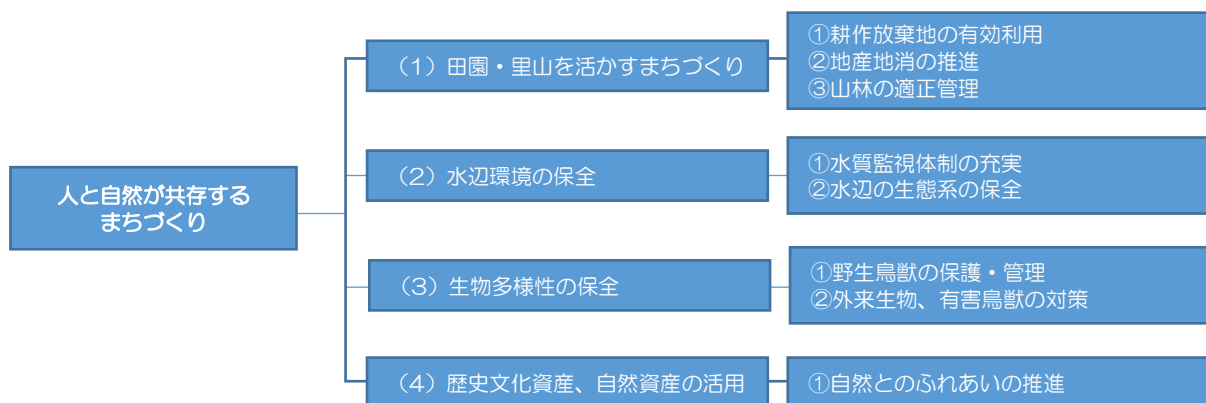 人と自然が共存する
まちづくり
（1）田園・里山を活かすまちづくり
①耕作放棄地の有効利用
②地産地消の推進
③山林の適正管理
（2）水辺環境の保全
①水質監視体制の充実
②水辺の生態系の保全
（3）生物多様性の保全
①野生鳥獣の保護・管理
②外来生物、有害鳥獣の対策
（4）歴史文化資産、自然資産の活用
①自然とのふれあいの推進